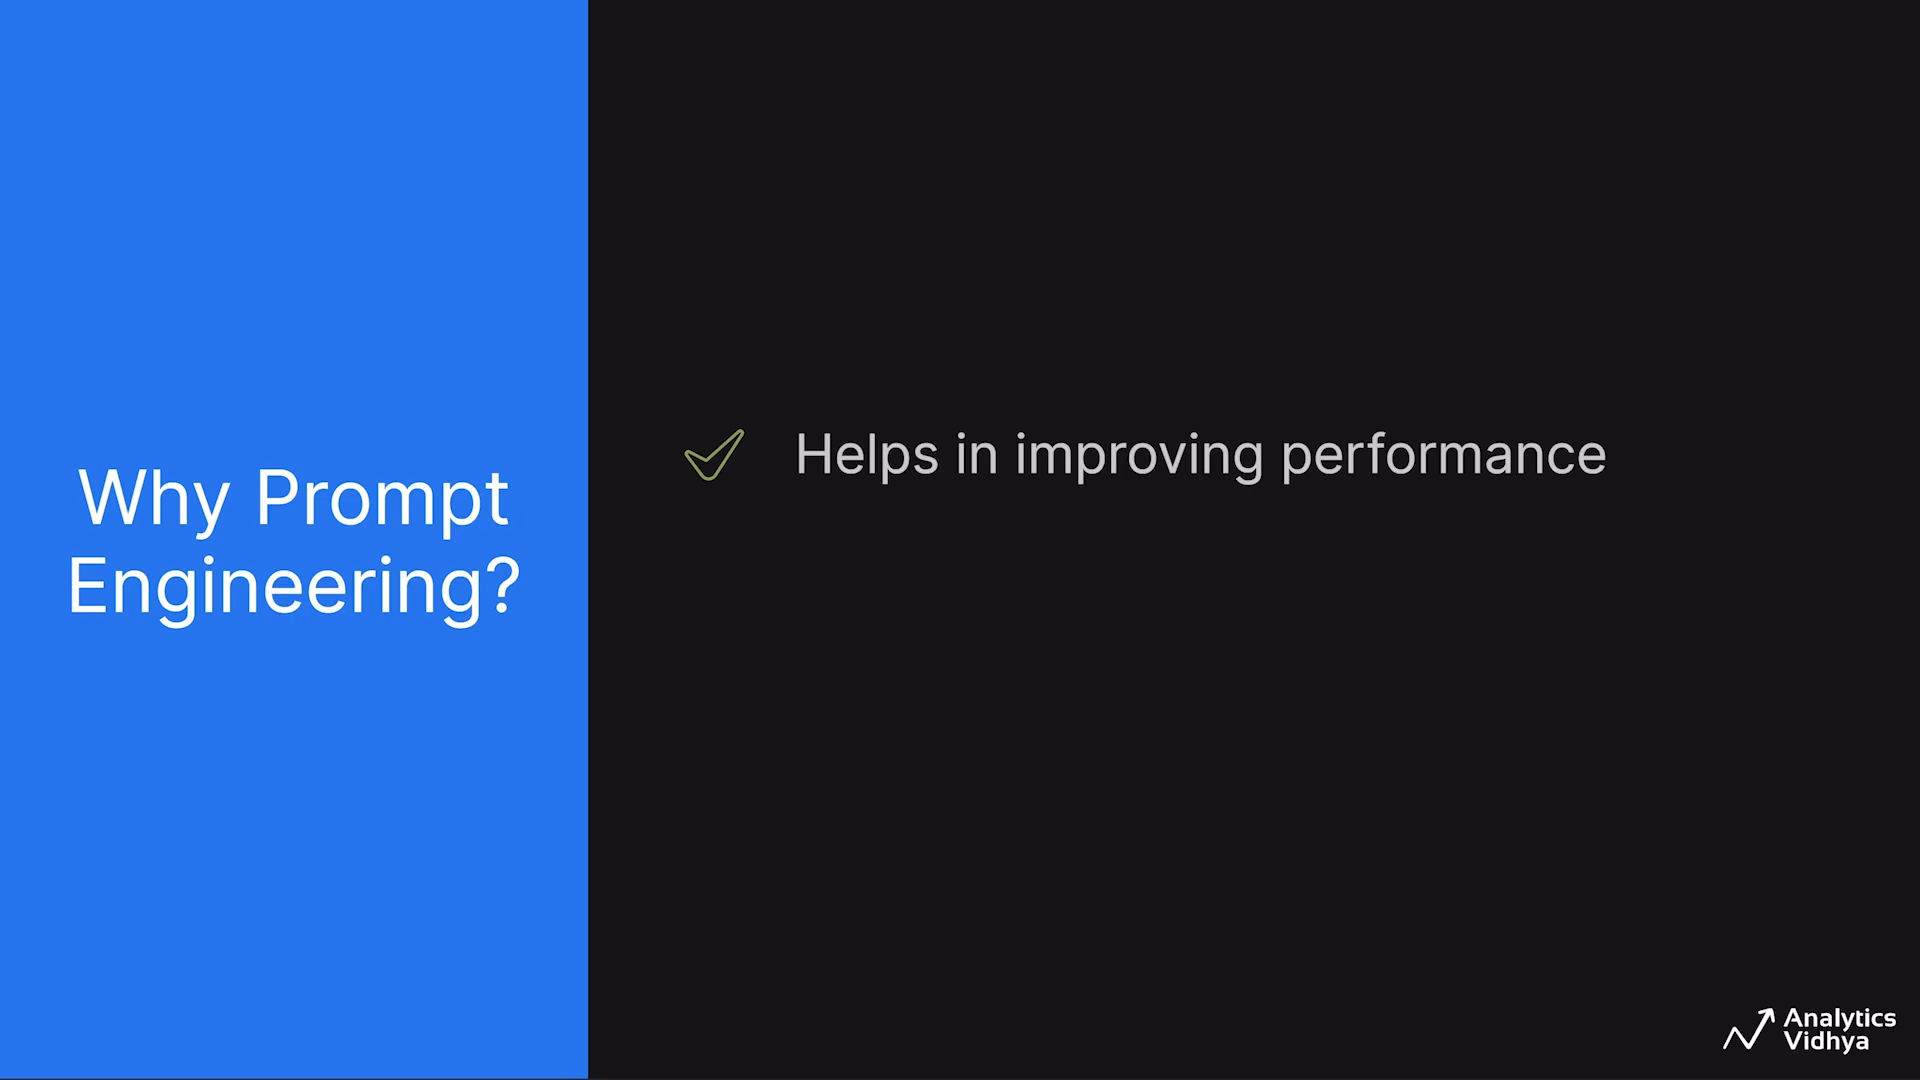 Why Prompt
Engineering?
Helps in improving performance
Analytics
Vidhya